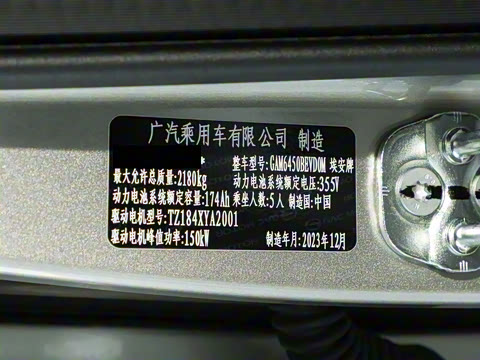 广汽乘用车有限公司 制造
* 整车型号:GAM6450BEVD0M 埃安牌
最大允许总质量:2180kg 动力电池系统额定电压:355V
动力电池系统额定容量:174Ah 乘坐人数:5人 制造国:中国
驱动电机型号:TZ184XYA2001
驱动电机峰值功率:150kW 制造年月:2023年12月